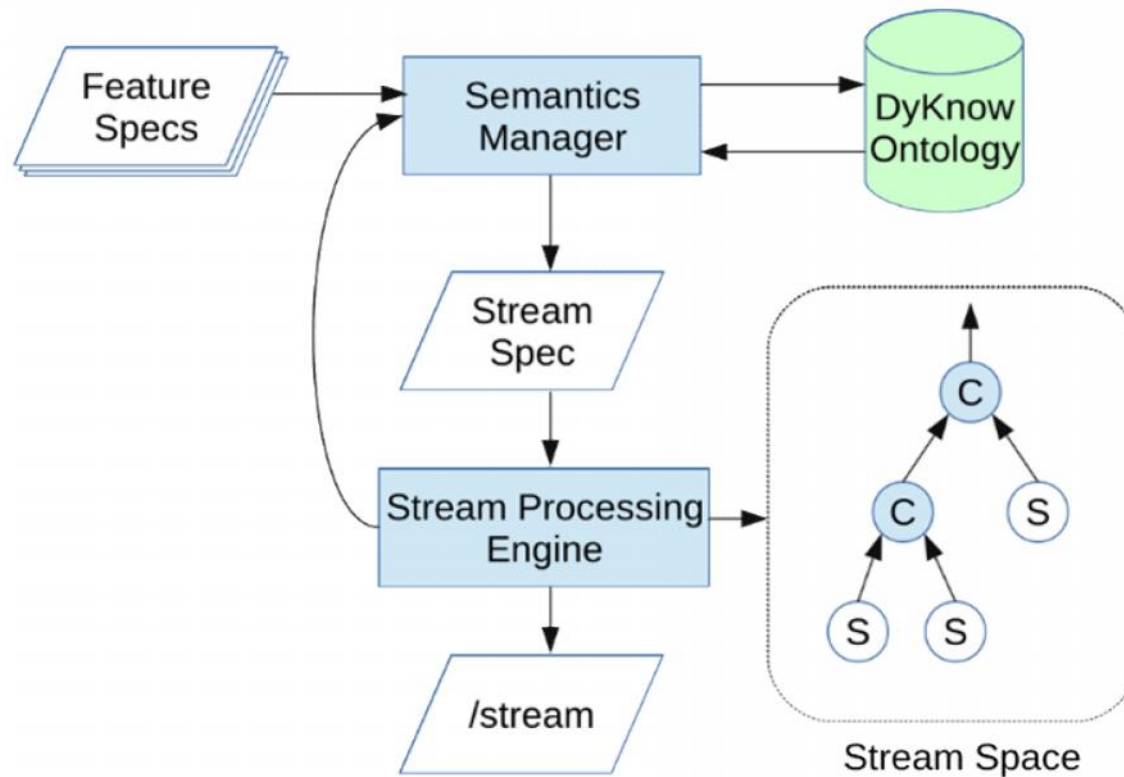 Feature
Specs
Semantics
Manager
DyKnow
Ontology
Stream
Spec
Stream Processing
Engine
/stream
C
C
S
S
S
Stream Space